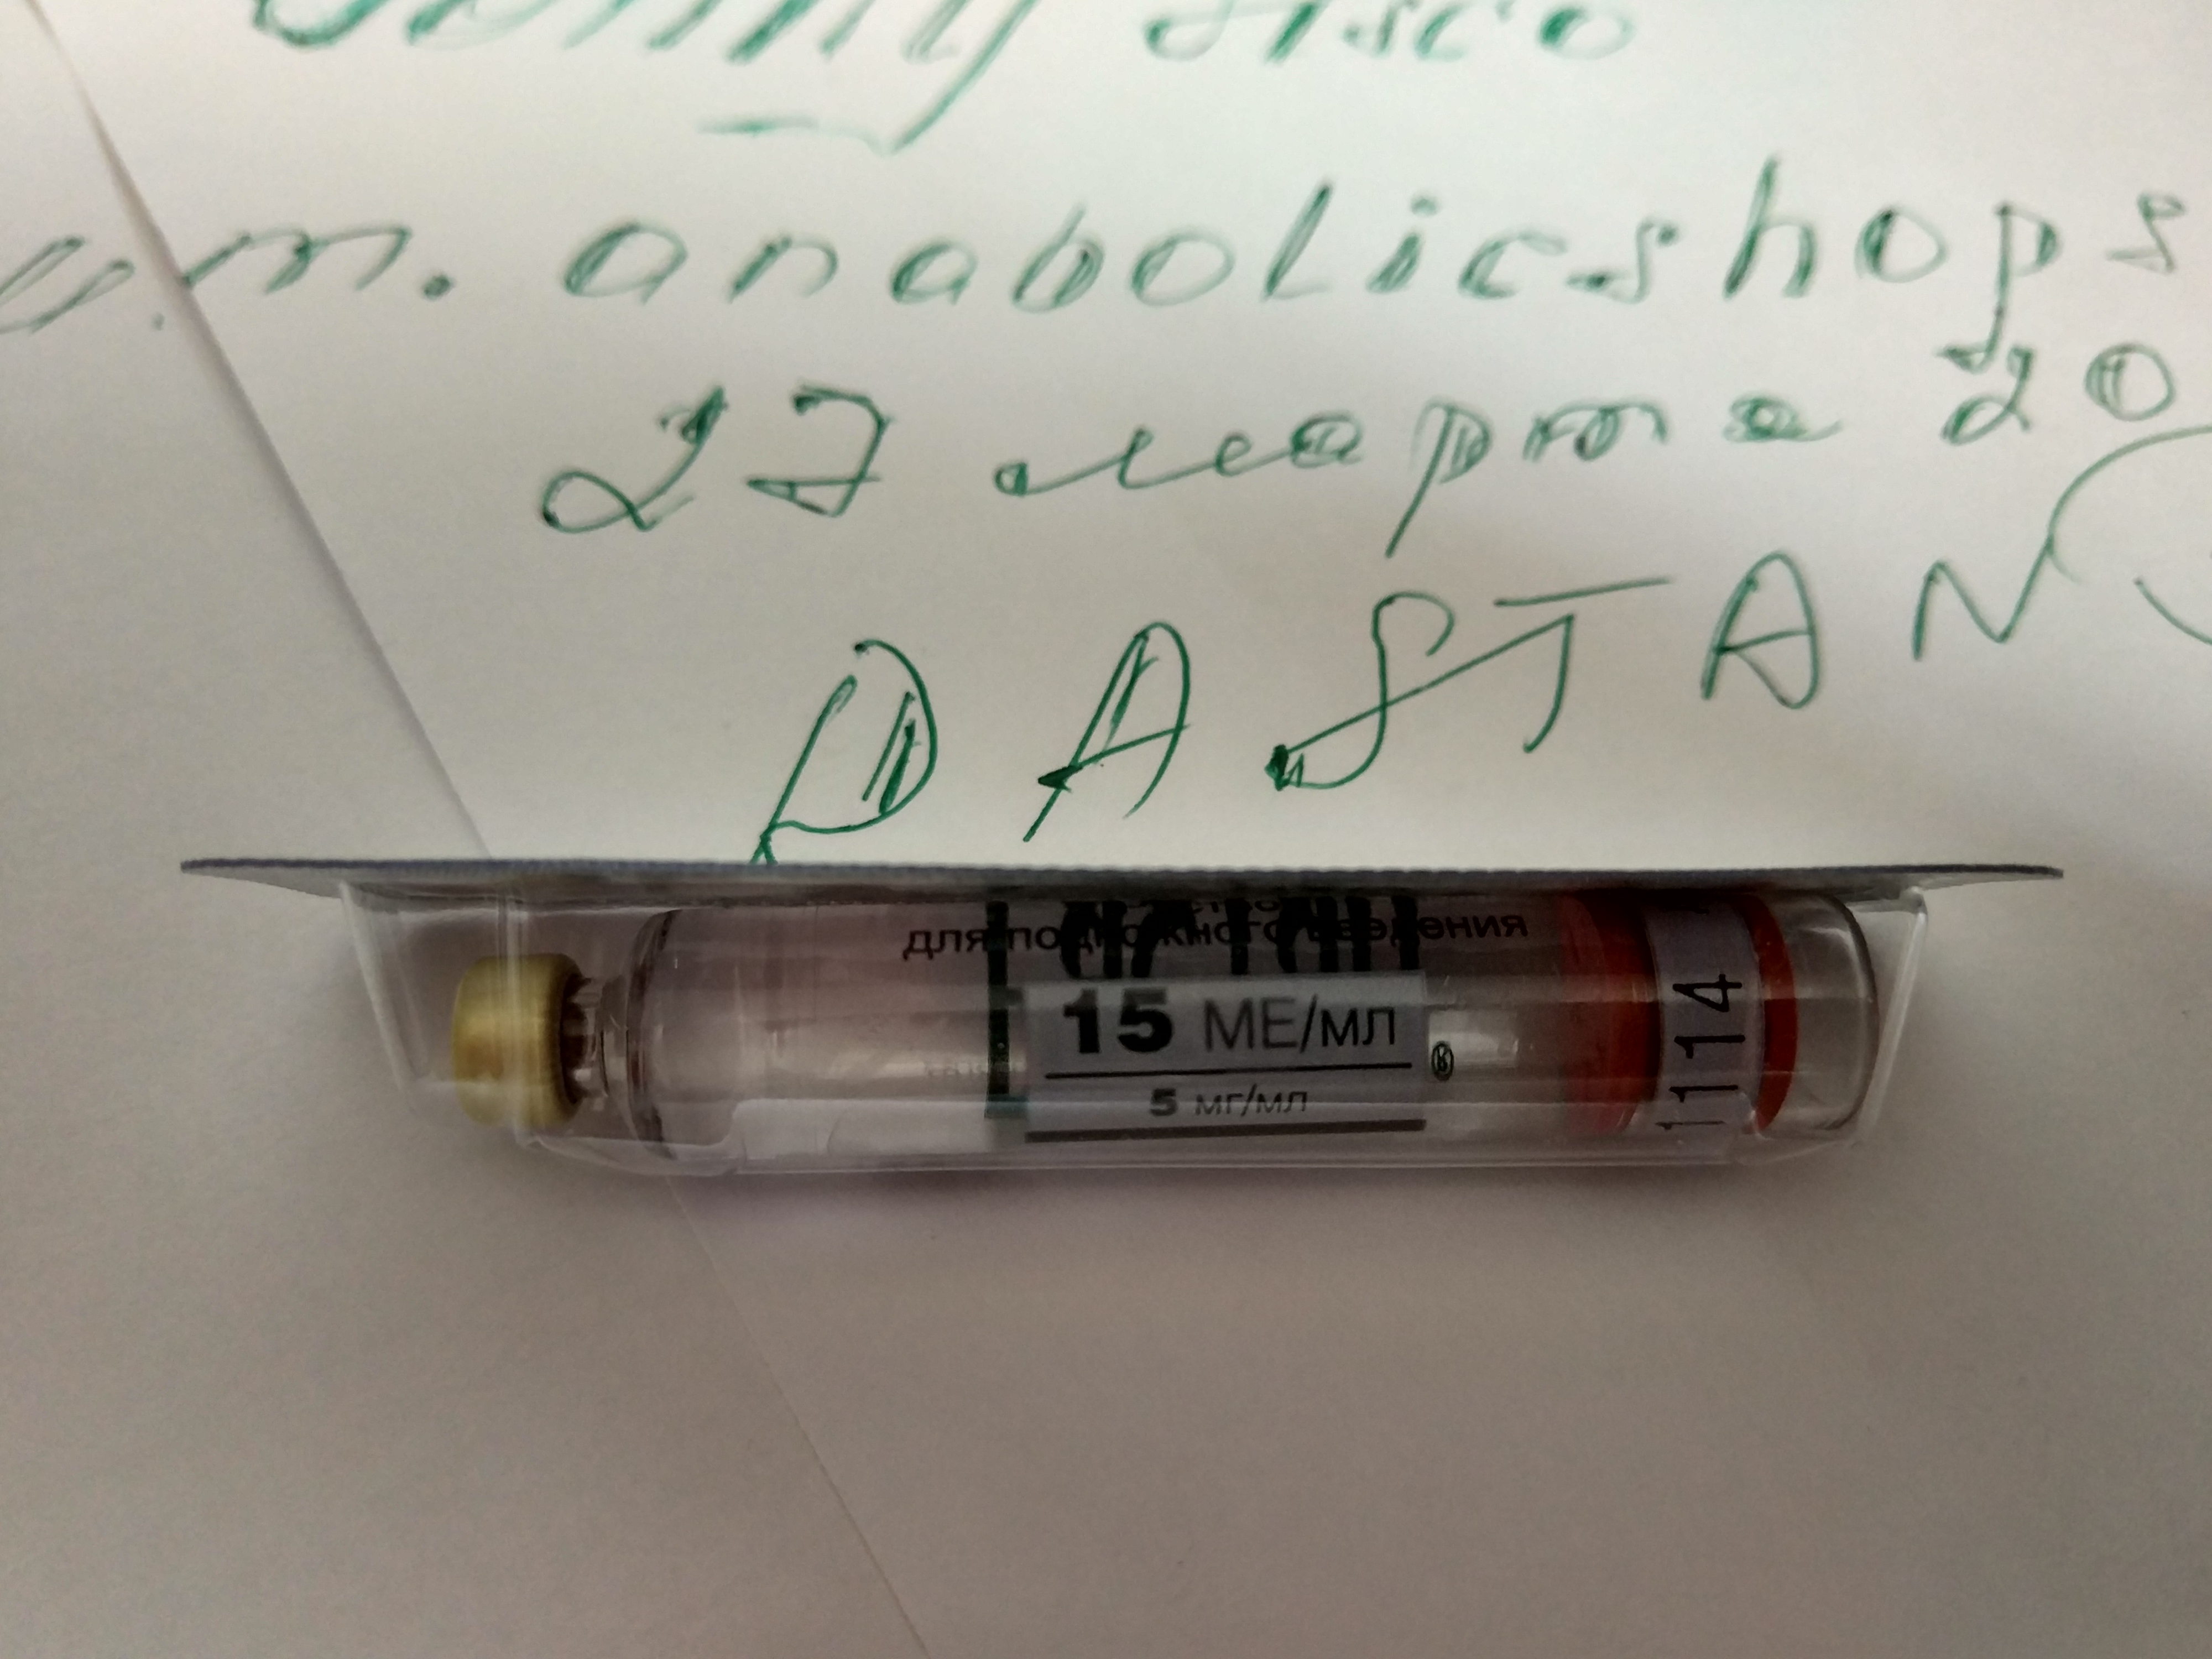 и.т. anabolicshops
27 марта 20
DASTAN
для подкожного введения
15 МЕ/мл
®
5 мг/мл
1114